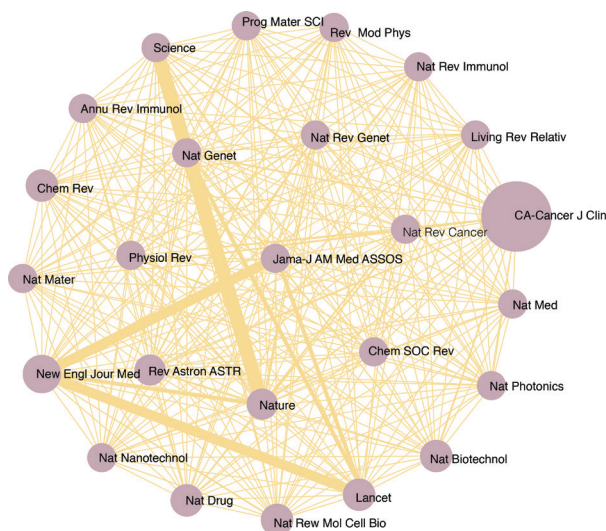 Prog Mater SCI
Rev Mod Phys
Science
Nat Rev Immunol
Annu Rev Immunol
Nat Rev Genet
Living Rev Relativ
Nat Genet
Chem Rev
CA-Cancer J Clin
Nat Rev Cancer
Physiol Rev
Jama-J AM Med ASSOS
Nat Mater
Nat Med
Chem SOC Rev
New Engl Jour Med
Rev Astron ASTR
Nat Photonics
Nature
Nat Nanotechnol
Nat Biotechnol
Lancet
Nat Drug
Nat Rew Mol Cell Bio